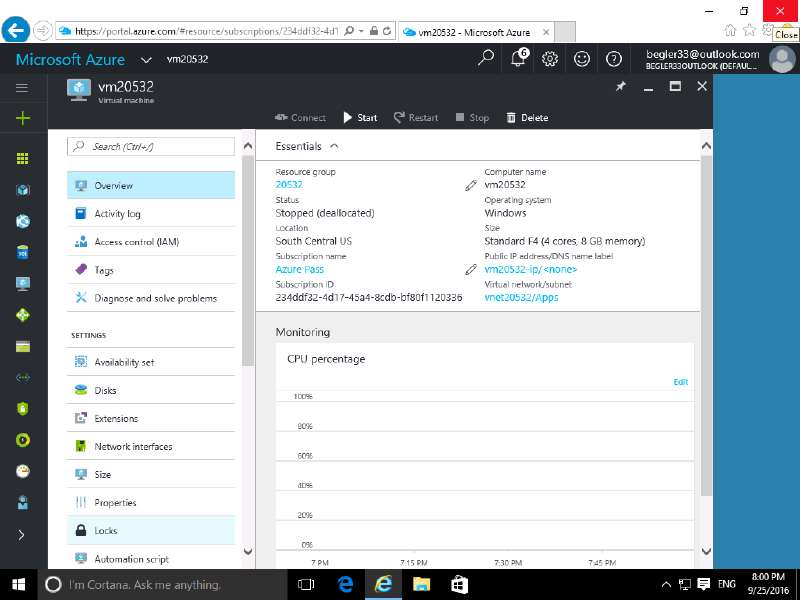 https://portal.azure.com/#resource/subscriptions/234ddf32-4d1
vm20532 - Microsoft Azure
Close
Microsoft Azure
vm20532
6
begler33@outlook.com
BEGLER33OUTLOOK (DEFAUL...
vm20532
Virtual machine
Connect
Start
Restart
Stop
Delete
Search (Ctrl+/)
Overview
Activity log
Access control (IAM)
Tags
Diagnose and solve problems
SETTINGS
Availability set
Disks
Extensions
Network interfaces
Size
Properties
Locks
Automation script
Essentials
Resource group
20532
Status
Stopped (deallocated)
Location
South Central US
Subscription name
Azure Pass
Subscription ID
234ddf32-4d17-45a4-8cdb-bf80f1120336
Computer name
vm20532
Operating system
Windows
Size
Standard F4 (4 cores, 8 GB memory)
Public IP address/DNS name label
vm20532-ip/<none>
Virtual network/subnet
vnet20532/Apps
Monitoring
CPU percentage
Edit
100%
80%
60%
40%
20%
0%
7 PM
7:15 PM
7:30 PM
7:45 PM
I'm Cortana. Ask me anything.
ENG
8:00 PM
9/25/2016